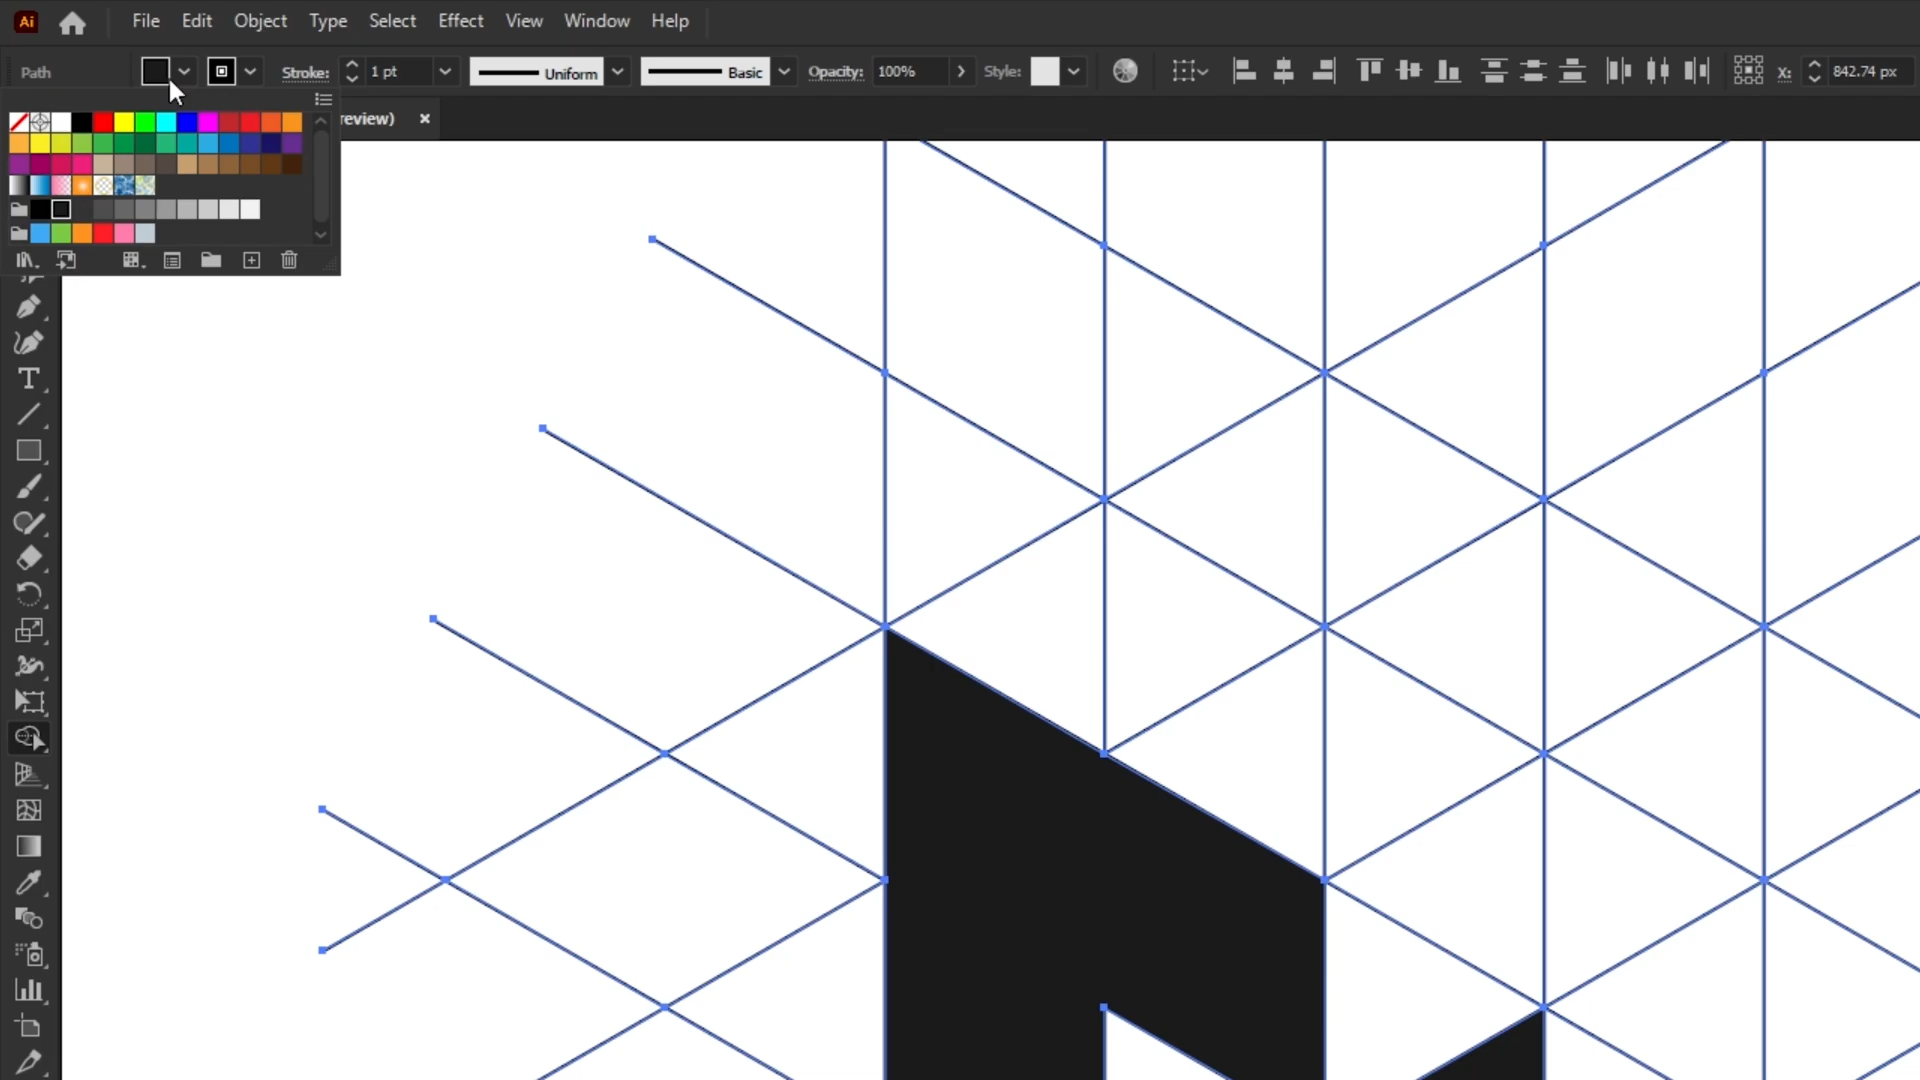 Ai File Edit Object Type Select Effect View Window Help
Path Stroke: 1 pt Uniform Basic Opacity: 100% Style: X: 842.74 px
review) ×
T